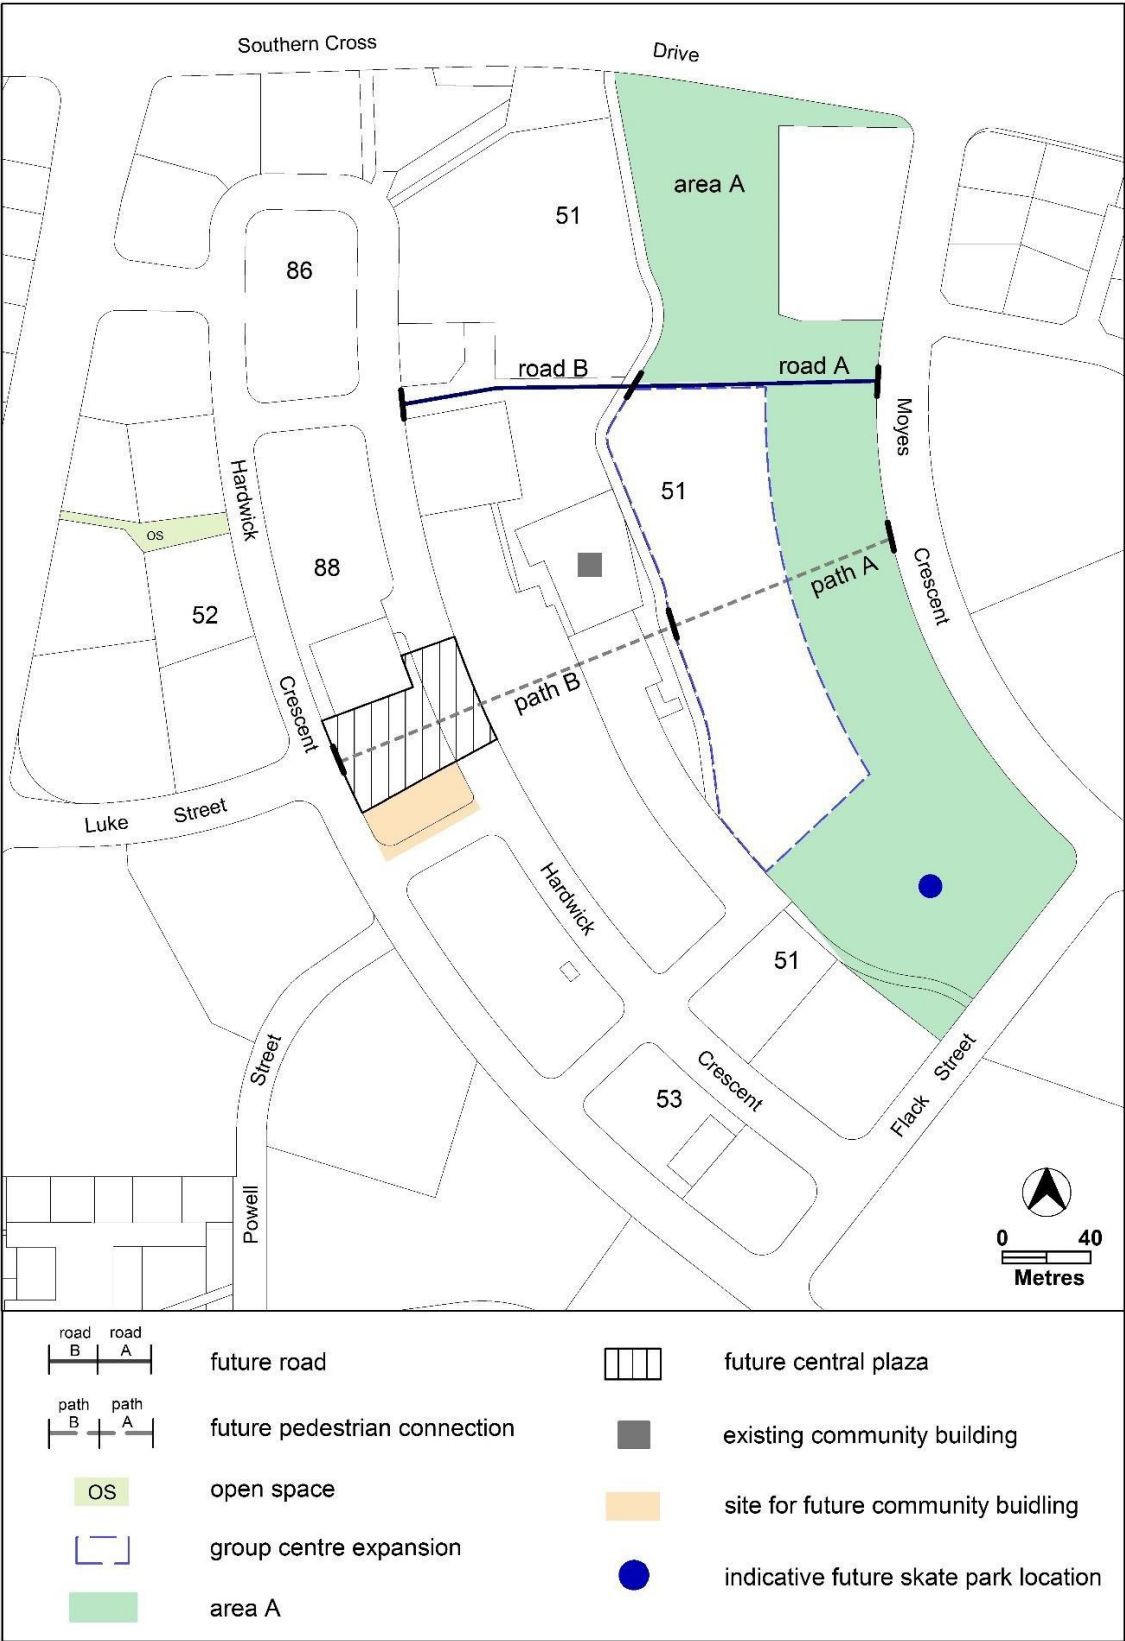 Southern Cross
Drive
area A
51
86
road B
road A
Moyes
Hardwick
51
OS
88
path A
Crescent
52
path B
Crescent
Luke
Street
Hardwick
51
Street
Crescent
Street
53
Flack
Powell
0 40
Metres
road road
B A
future road
path path
B A
future pedestrian connection
OS
open space
group centre expansion
area A
future central plaza
existing community building
site for future community buidling
indicative future skate park location